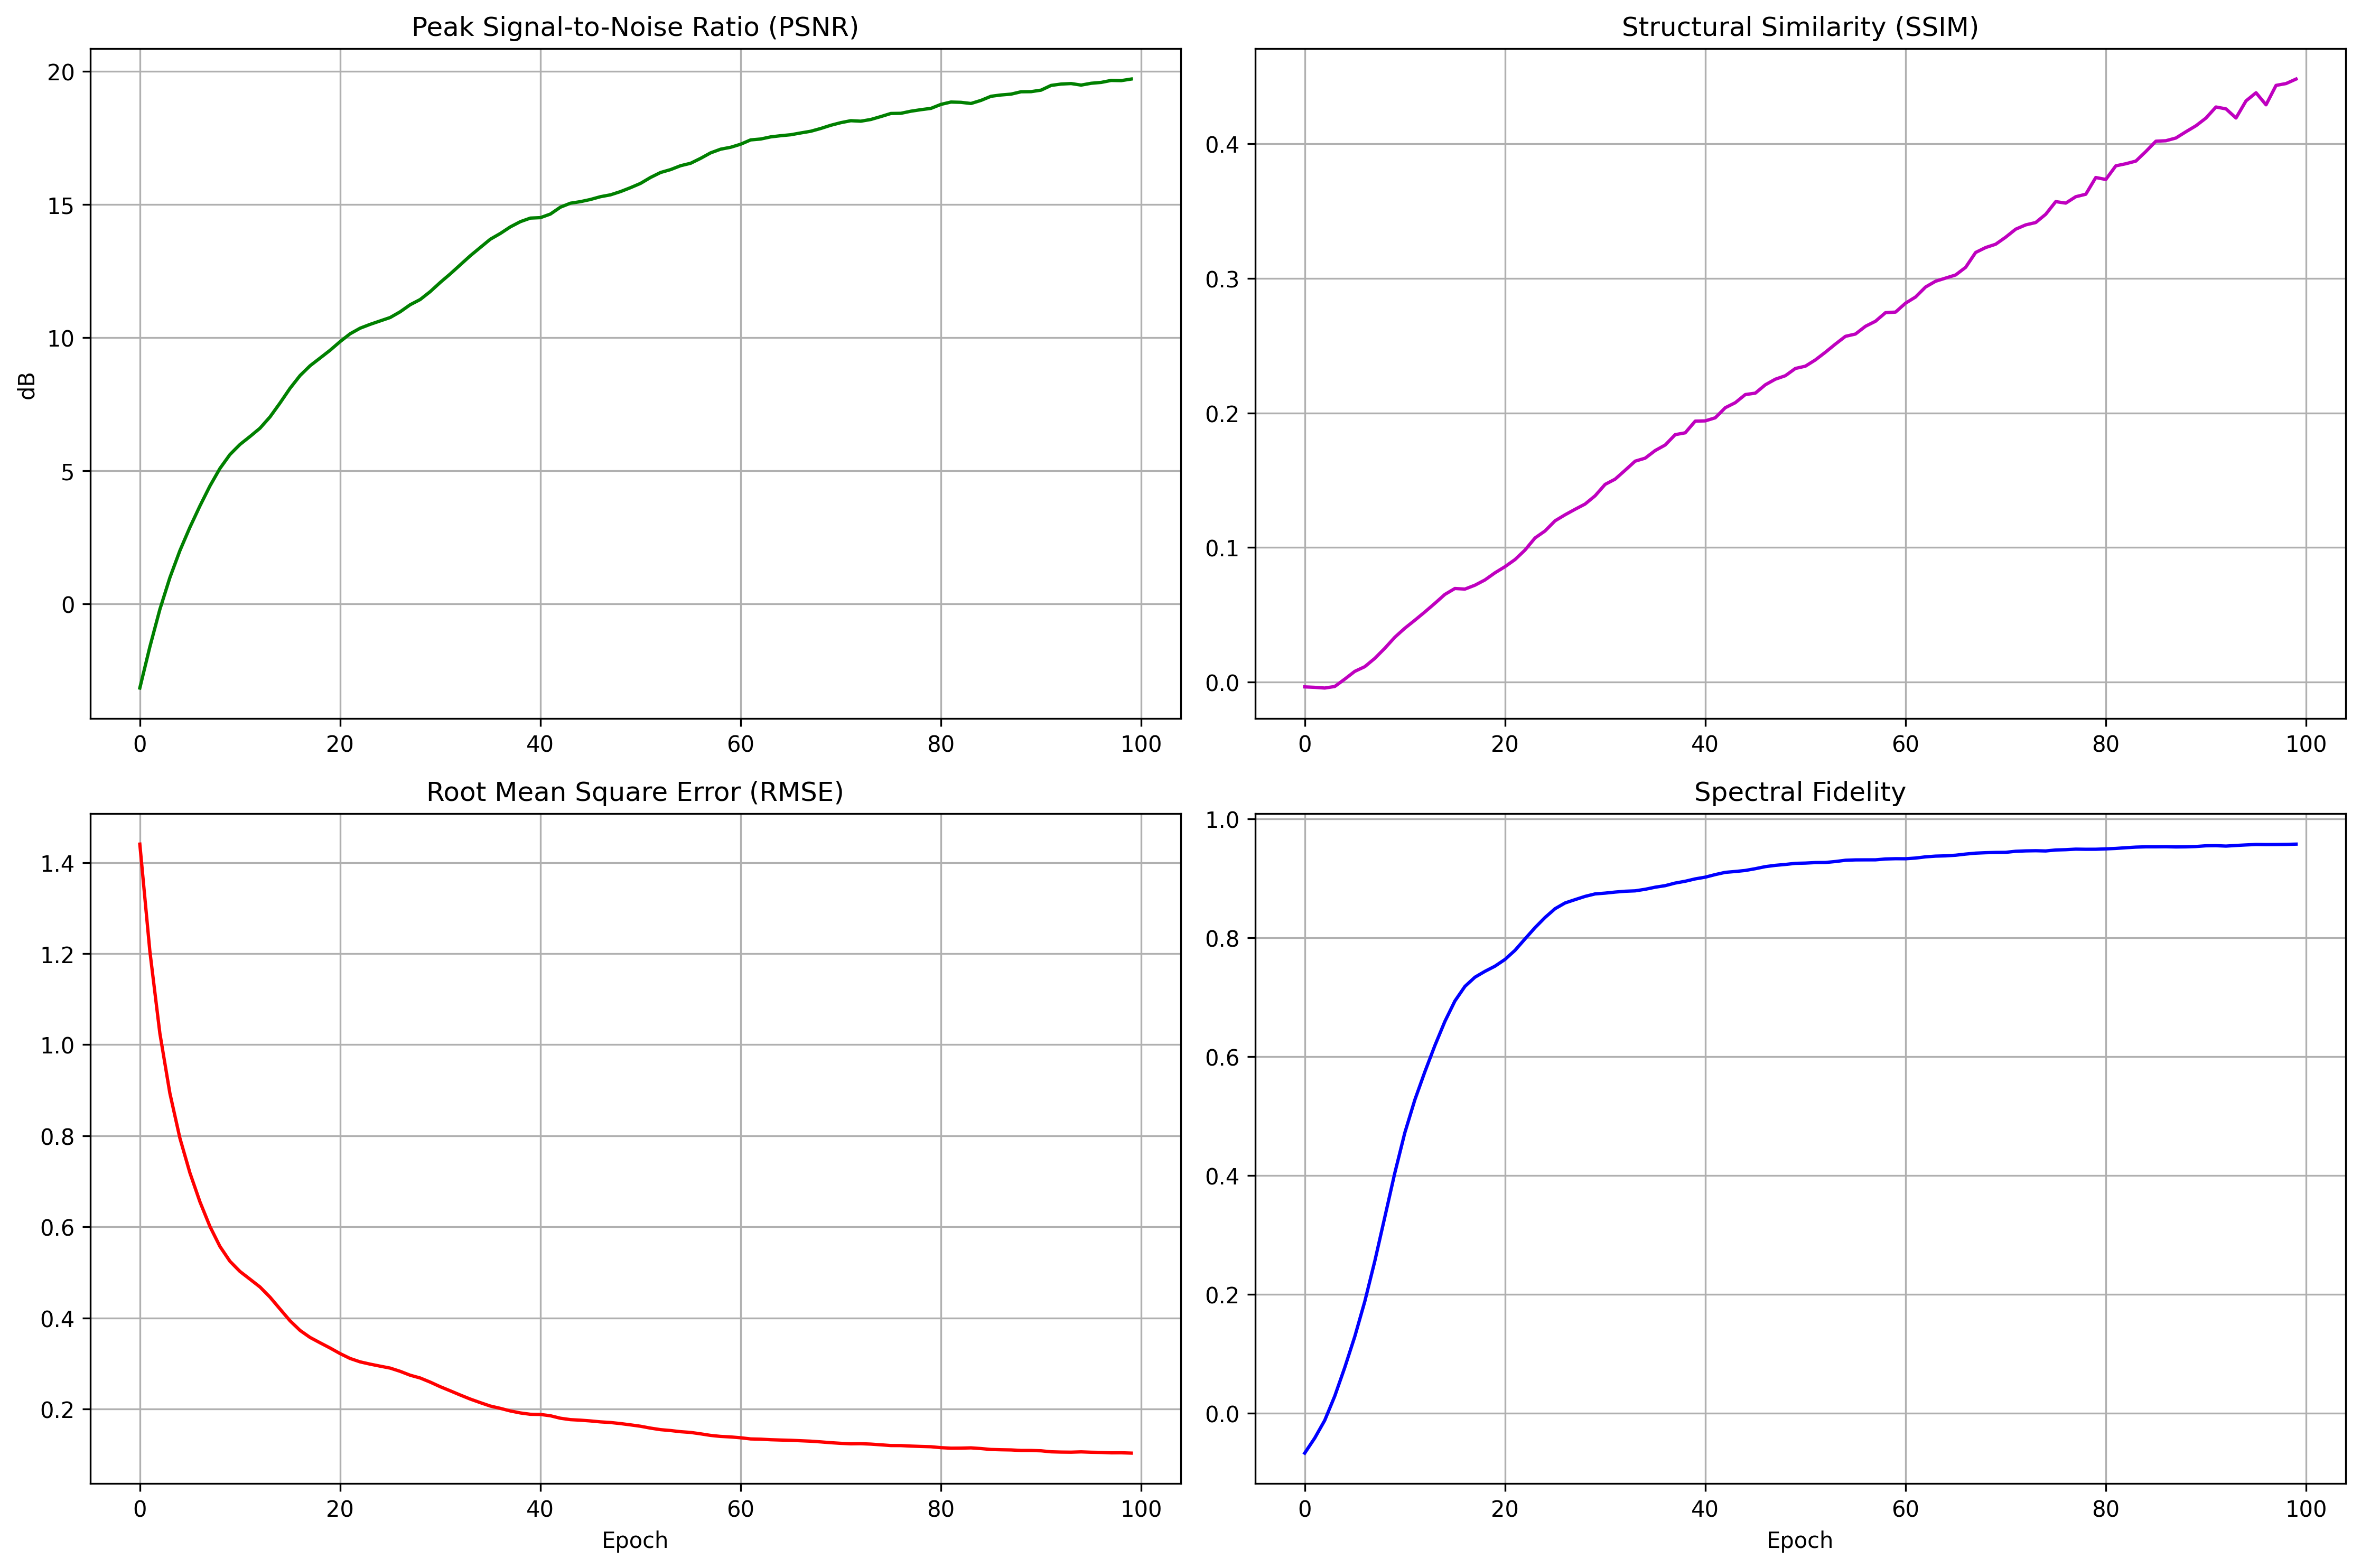 Peak Signal-to-Noise Ratio (PSNR)
20
15
10
5
0
dB
0 20 40 60 80 100
Structural Similarity (SSIM)
0.4
0.3
0.2
0.1
0.0
0 20 40 60 80 100
Root Mean Square Error (RMSE)
1.4
1.2
1.0
0.8
0.6
0.4
0.2
0 20 40 60 80 100
Epoch
Spectral Fidelity
1.0
0.8
0.6
0.4
0.2
0.0
0 20 40 60 80 100
Epoch